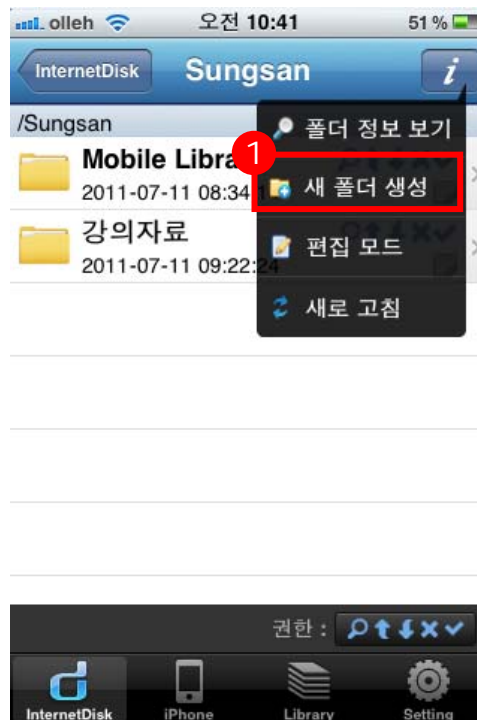 olleh 오전 10:41 51 %
InternetDisk Sungsan i
/Sungsan
폴더 정보 보기
1
Mobile Libra
2011-07-11 08:34
새 폴더 생성
강의자료
2011-07-11 09:22:24
편집 모드
새로 고침
권한 :
InternetDisk iPhone Library Setting